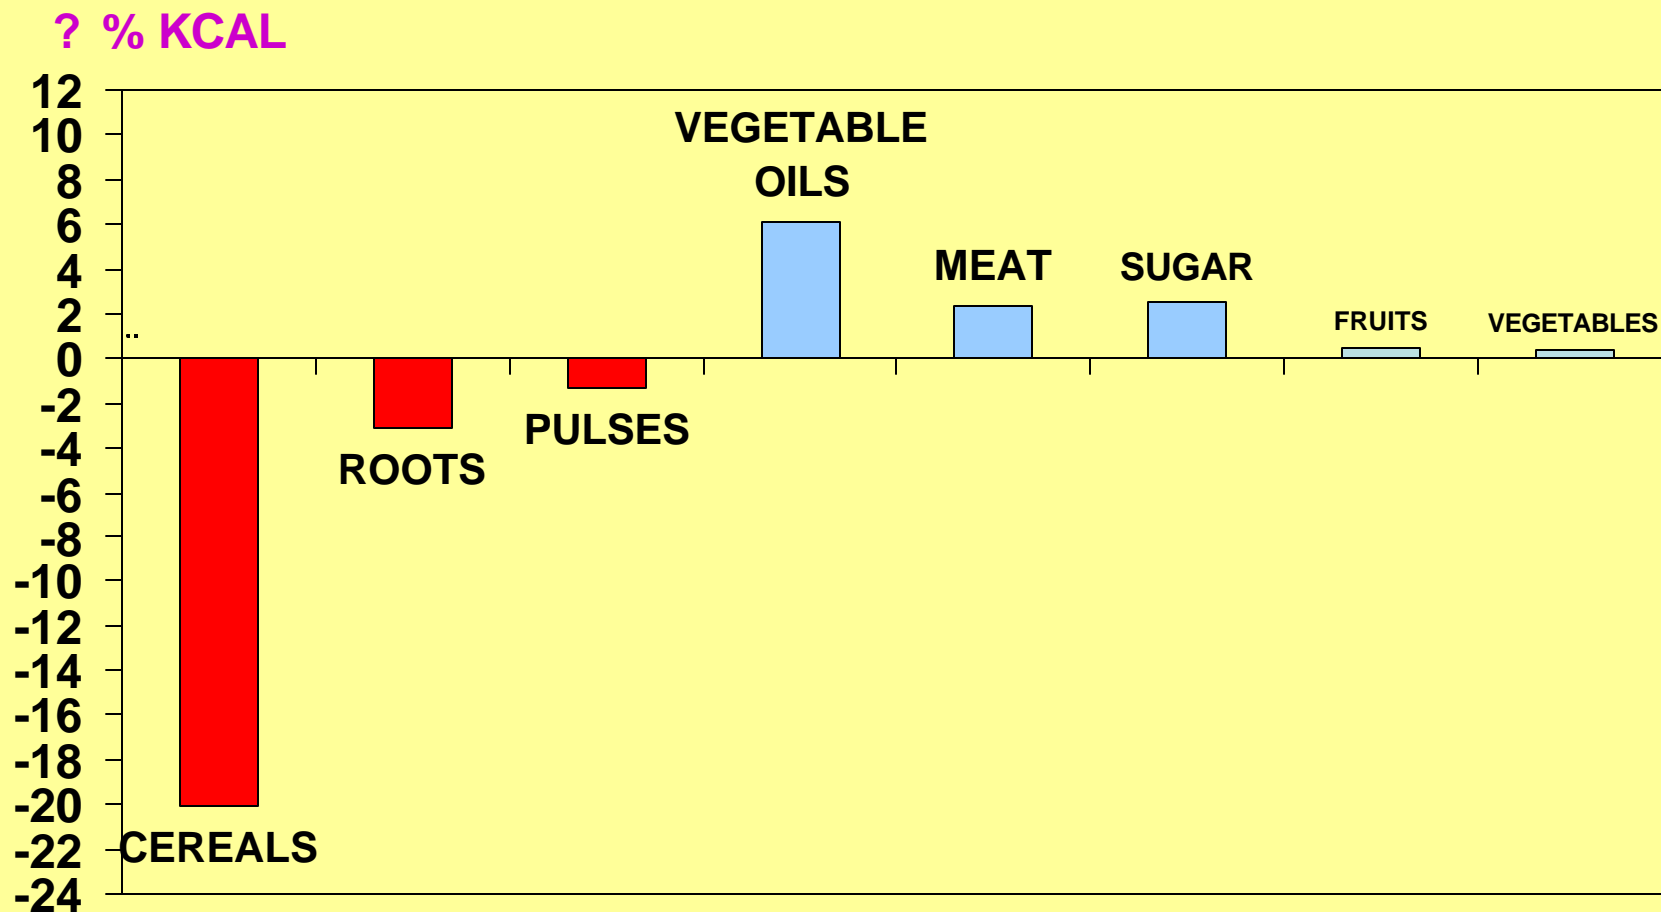 ? % KCAL
12
10
8
6
4
2
0
-2
-4
-6
-8
-10
-12
-14
-16
-18
-20
-22
-24
..
CEREALS
ROOTS
PULSES
VEGETABLE
OILS
MEAT
SUGAR
FRUITS
VEGETABLES